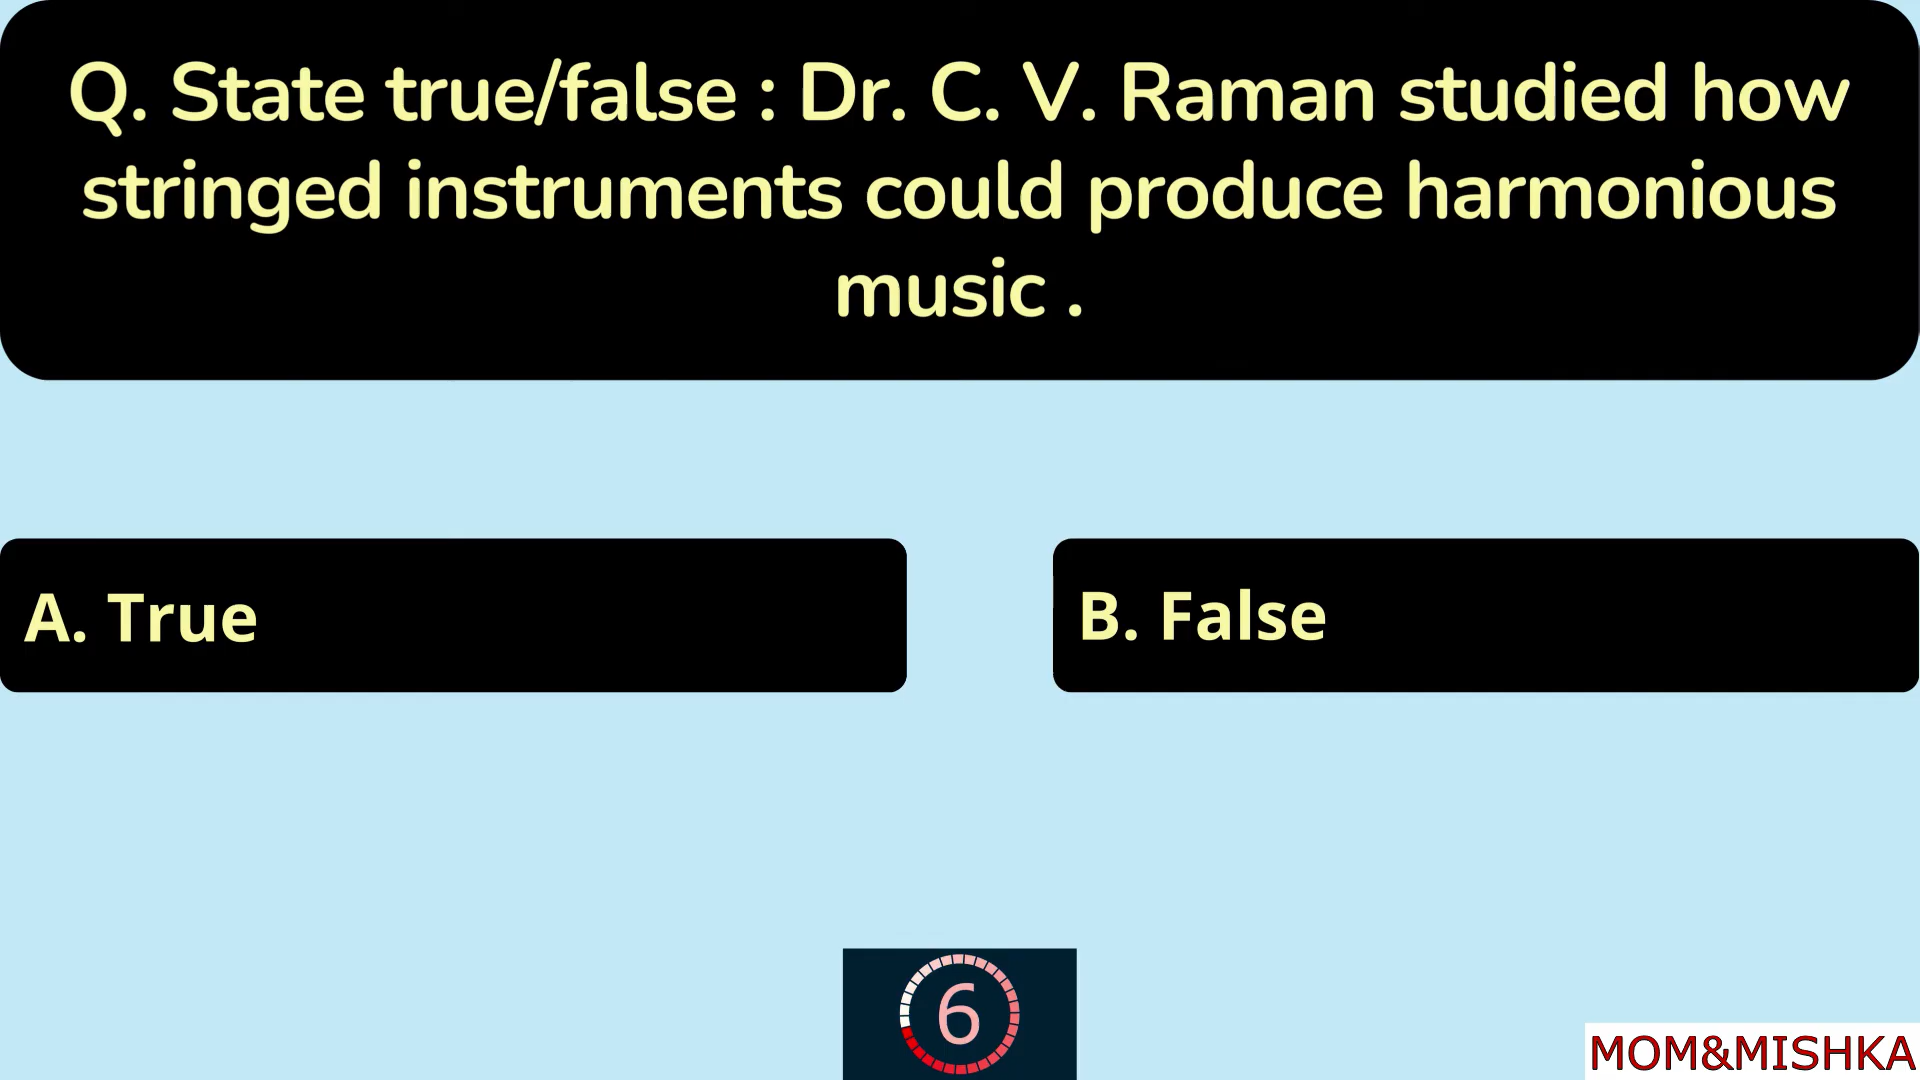 Q. State true/false : Dr. C. V. Raman studied how
stringed instruments could produce harmonious
music .
A. True
B. False
6
MOM&MISHKA